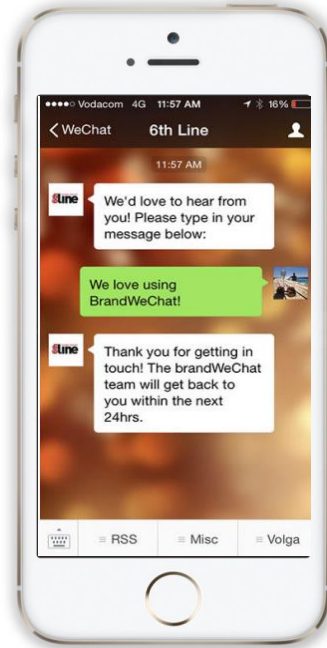 Vodacom 4G 11:57 AM 16%
WeChat 6th Line
11:57 AM
We'd love to hear from
you! Please type in your
message below:
We love using
BrandWeChat!
Thank you for getting in
touch! The brandWeChat
team will get back to
you within the next
24hrs.
RSS Misc Volga